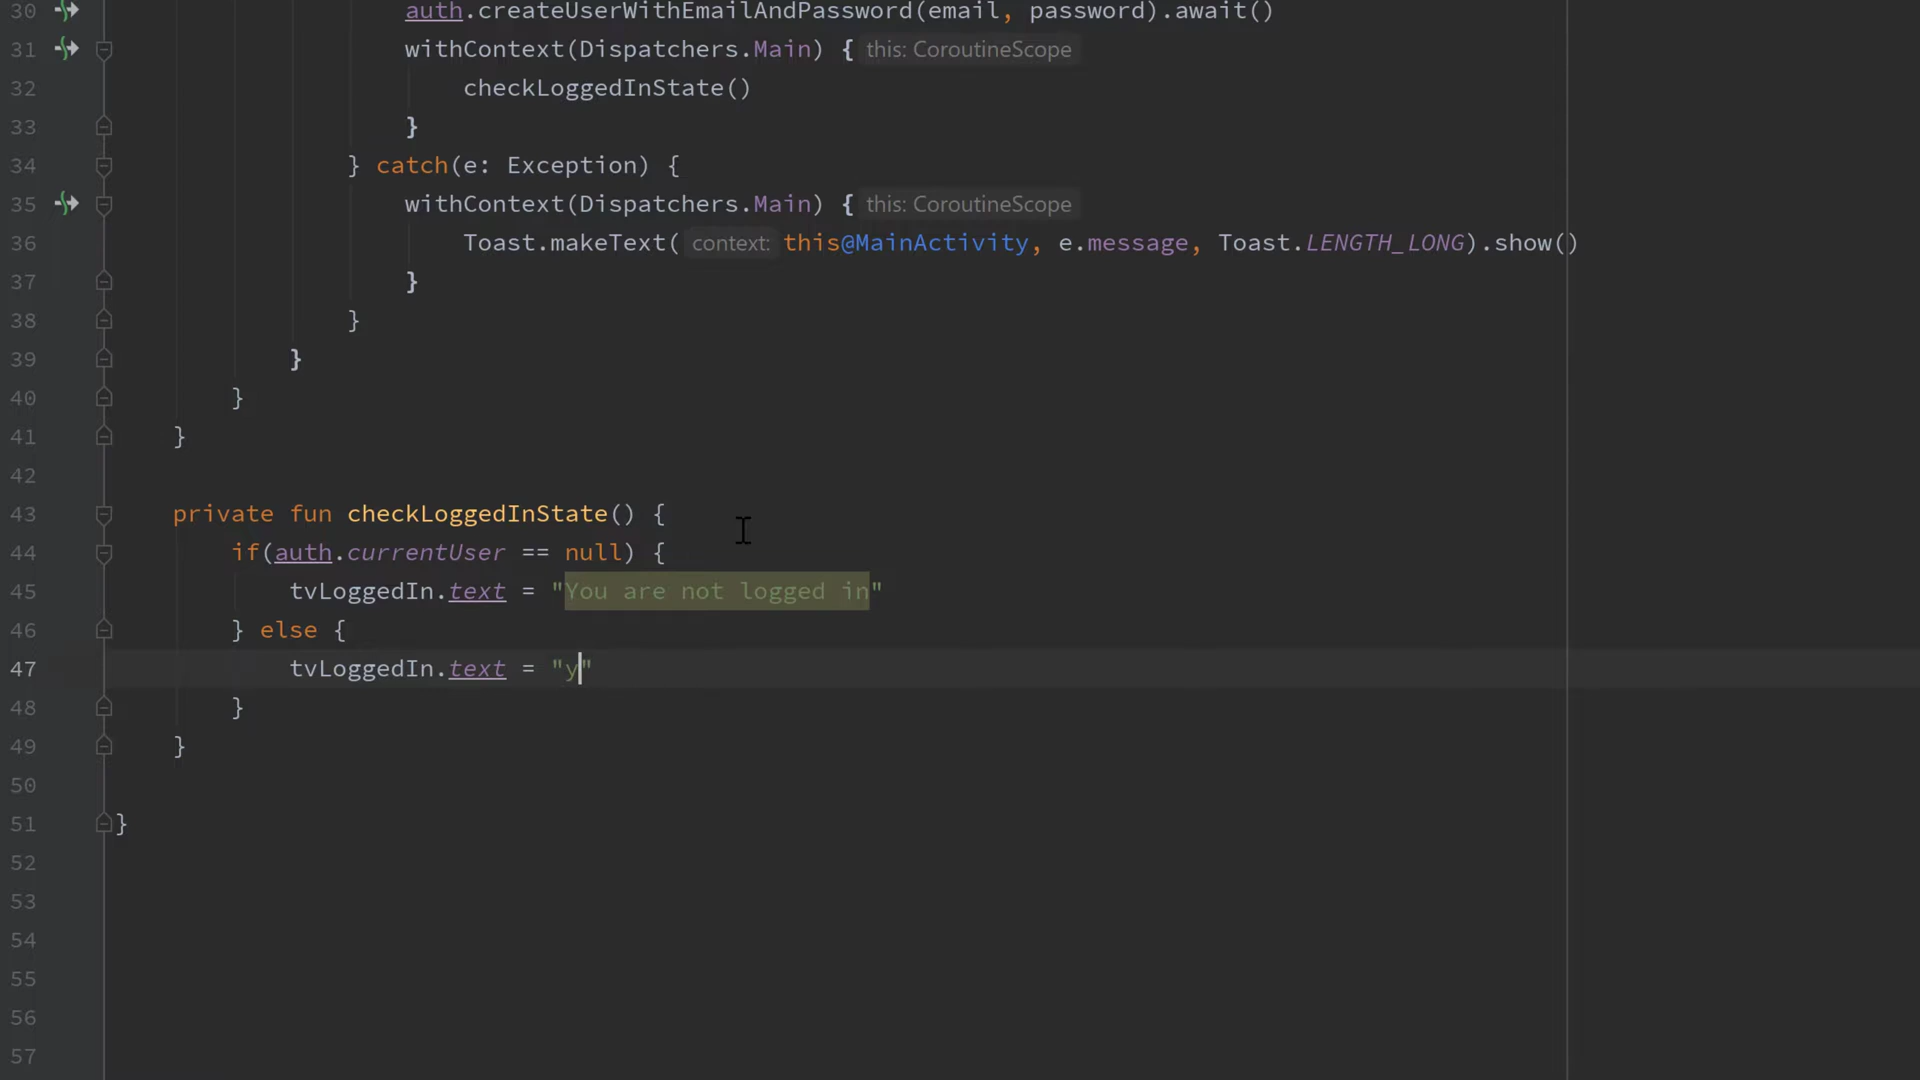 30 auth.createUserWithEmailAndPassword(email, password).await()
31 withContext(Dispatchers.Main) { this: CoroutineScope
32 checkLoggedInState()
33 }
34 } catch(e: Exception) {
35 withContext(Dispatchers.Main) { this: CoroutineScope
36 Toast.makeText( context: this@MainActivity, e.message, Toast.LENGTH_LONG).show()
37 }
38 }
39 }
40 }
41 }
42
43 private fun checkLoggedInState() {
44 if(auth.currentUser == null) {
45 tvLoggedIn.text = "You are not logged in"
46 } else {
47 tvLoggedIn.text = "y"
48 }
49 }
50
51 }
52
53
54
55
56
57